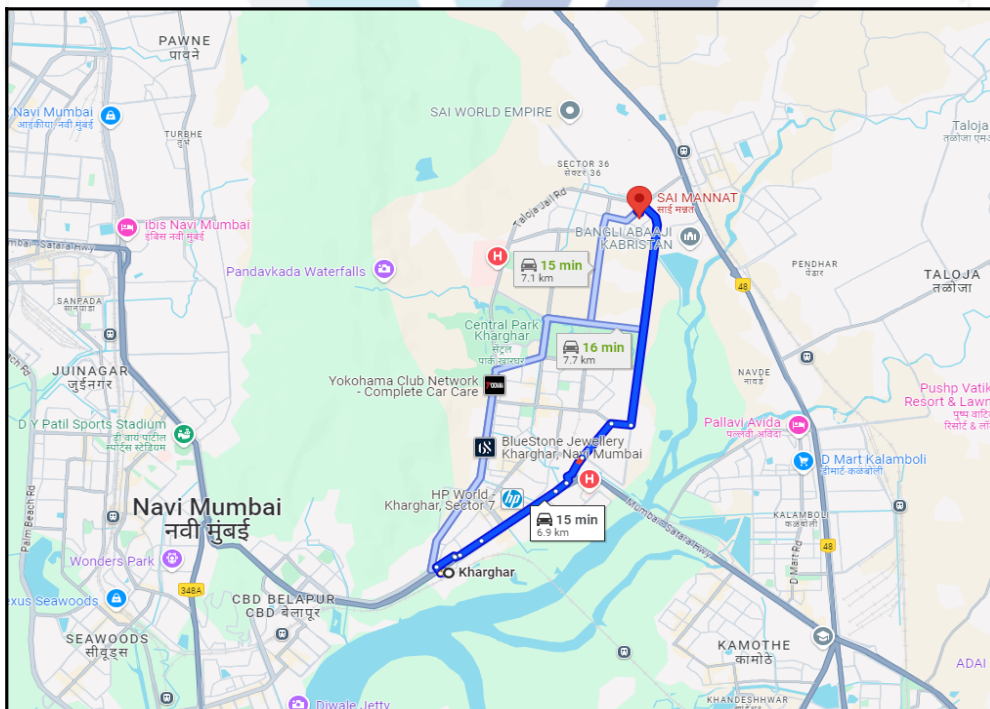 PAWNE
पावने
Navi Mumbai
आइकीया, नवी मुंबई
TURBHE
तुर्भे
SAI WORLD EMPIRE
Taloja
SECTOR 36
सेक्टर 36
Taloja Jail Rd
SAI MANNAT
साई मन्नत
ibis Navi Mumbai
इबिस नवी मुंबई
BANGLI ABAAJI
KABRISTAN
H
15 min
7.1 km
Pandavkada Waterfalls
PENDHAR
पेंडार
TALOJA
तळोजा
48
SANPADA
सानपाडा
Central Park
Kharghar
सेंट्रल
पार्क खारघर
16 min
7.7 km
JUINAGAR
जुईनगर
Yokohama Club Network
- Complete Car Care
NAVDE
नावडे
Pushp Vatik
Resort & Lawn
पुष्प वाटि
D Y Patil Sports Stadium
डी वाय पाटील
स्पोर्ट्स स्टेडियम
Pallavi Avida
पल्लवी अविदा
BlueStone Jewellery
Kharghar, Navi Mumbai
D Mart Kalamboli
डीमार्ट-कळंबोली
H
HP World -
Kharghar, Sector 7
hp
Palm Beach Rd
Navi Mumbai
नवी मुंबई
15 min
6.9 km
Mumbai - Satara Hwy
KALAMBOLI
कळंबोली
D Mart Rd
48
Wonders Park
Kharghar
348A
CBD BELAPUR
CBD बेलापूर
exus Seawoods
SEAWOODS
सीवूड्स
KAMOTHE
कामोठे
ADAI
KHANDESHHWAR
Diwale Jetty